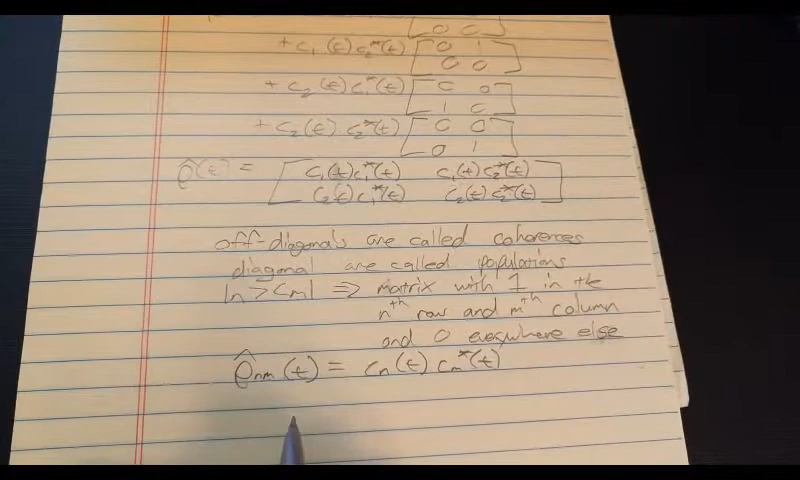 0 0
+ c₁(t) c₂*(t) [ 0 1
0 0 ]
+ c₂(t) c₁*(t) [ 0 0
1 0 ]
+ c₂(t) c₂*(t) [ 0 0
0 1 ]
ρ̂(t) = [ c₁(t)c₁*(t) c₁(t)c₂*(t)
c₂(t)c₁*(t) c₂(t)c₂*(t) ]
off-diagonals are called coherences
diagonal are called populations
|n><m| ⇒ matrix with 1 in the
nᵗʰ row and mᵗʰ column
and 0 everywhere else
ρ̂nm(t) = cn(t) cm*(t)